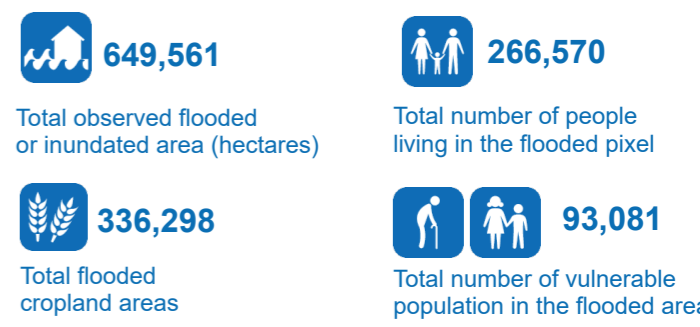 649,561
Total observed flooded
or inundated area (hectares)
266,570
Total number of people
living in the flooded pixel
336,298
Total flooded
cropland areas
93,081
Total number of vulnerable
population in the flooded area